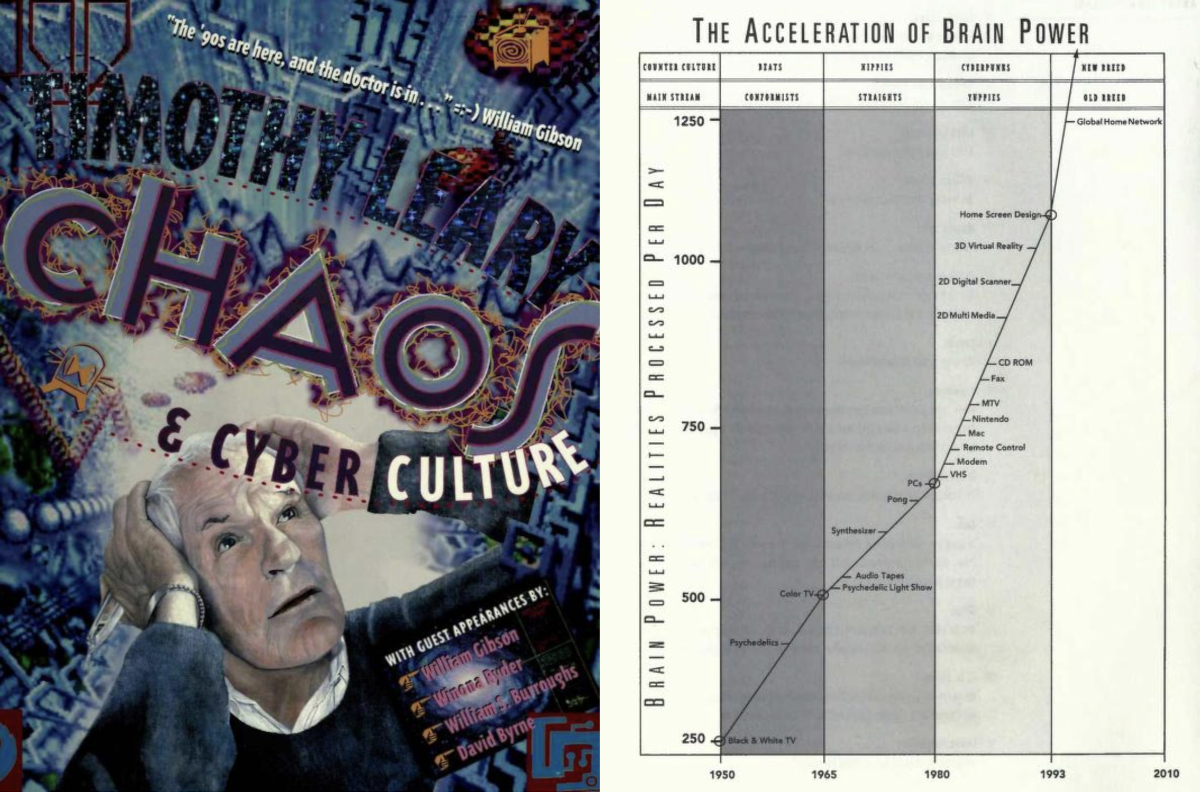 "The '90s are here, and the doctor is in . . ." =:-) William Gibson
TIMOTHY LEARY
CHAOS
& CYBER CULTURE
WITH GUEST APPEARANCES BY:
William Gibson
Winona Ryder
William S. Burroughs
David Byrne
THE ACCELERATION OF BRAIN POWER
COUNTER CULTURE BEATS HIPPIES CYBERPUNKS NEW BREED
MAIN STREAM CONFORMISTS STRAIGHTS YUPPIES OLD BREED
BRAIN POWER: REALITIES PROCESSED PER DAY
1250
Global Home Network
Home Screen Design
3D Virtual Reality
1000
2D Digital Scanner
2D Multi Media
CD ROM
Fax
MTV
Nintendo
750
Mac
Remote Control
Modem
VHS
PCs
Pong
Synthesizer
Audio Tapes
Psychedelic Light Show
500
Color TV
Psychedelics
250
Black & White TV
1950 1965 1980 1993 2010